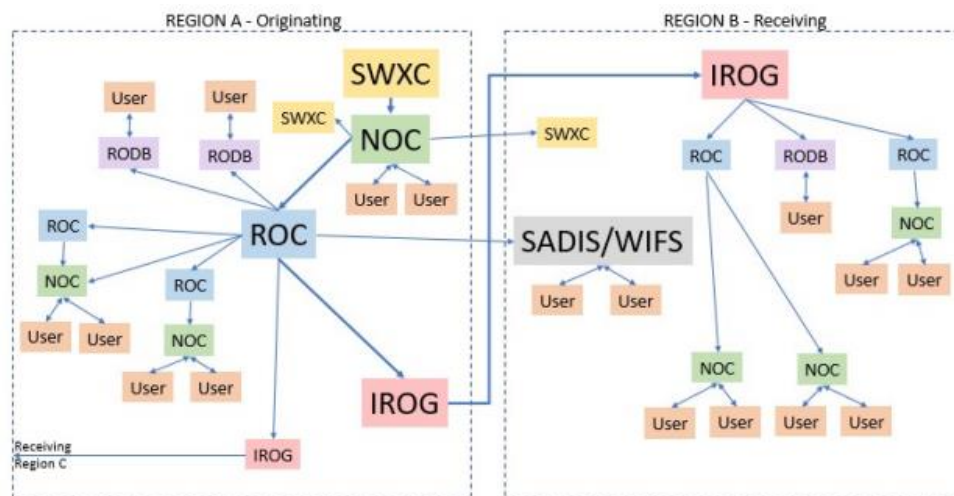 REGION A - Originating
REGION B - Receiving
SWXC
IROG
User
User
SWXC
NOC
SWXC
RODB
RODB
ROC
RODB
ROC
User
User
User
ROC
ROC
SADIS/WIFS
NOC
NOC
ROC
User
User
User
User
User
User
NOC
User
User
NOC
NOC
IROG
User
User
User
User
Receiving
Region C
IROG